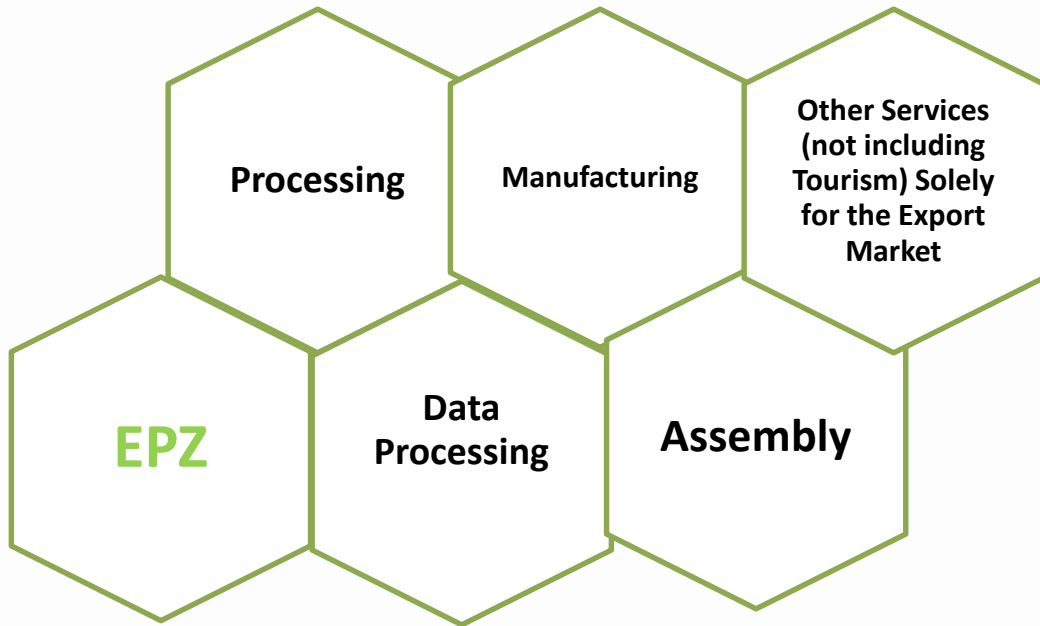 Processing
Manufacturing
Other Services
(not including
Tourism) Solely
for the Export
Market
EPZ
Data
Processing
Assembly